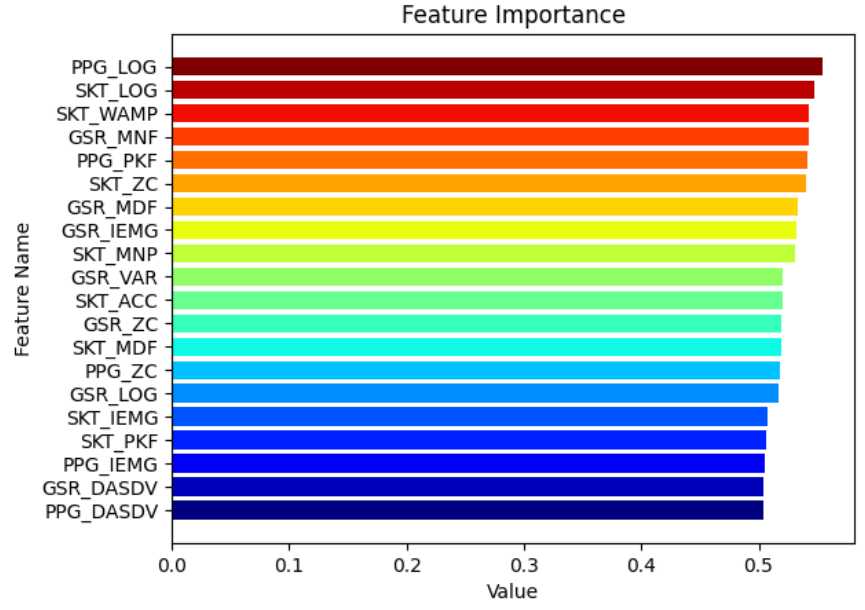 Feature Importance
PPG_LOG
SKT_LOG
SKT_WAMP
GSR_MNF
PPG_PKF
SKT_ZC
GSR_MDF
GSR_IEMG
SKT_MNP
GSR_VAR
SKT_ACC
GSR_ZC
SKT_MDF
PPG_ZC
GSR_LOG
SKT_IEMG
SKT_PKF
PPG_IEMG
GSR_DASDV
PPG_DASDV
Feature Name
0.0 0.1 0.2 0.3 0.4 0.5
Value